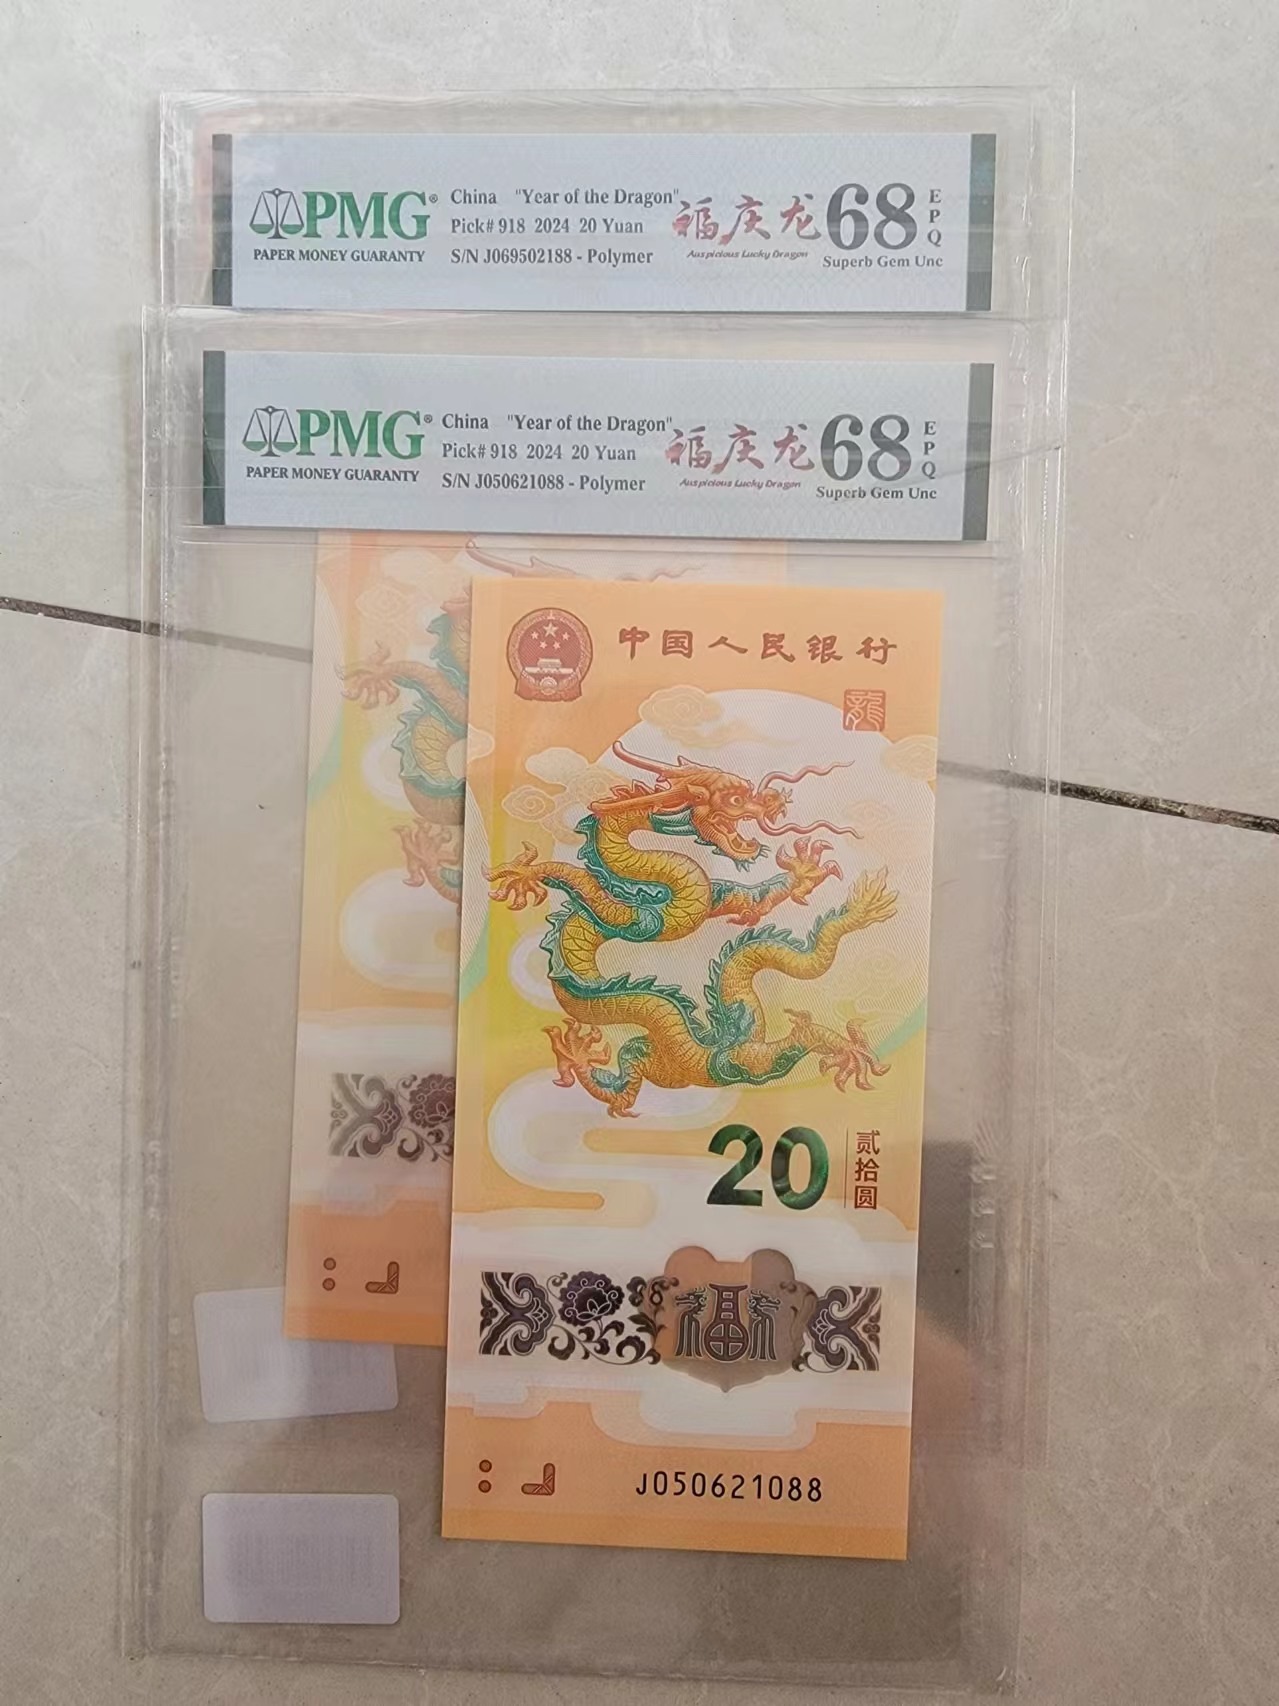 PMG®
PAPER MONEY GUARANTY
China "Year of the Dragon"
Pick# 918 2024 20 Yuan
S/N J069502188 - Polymer
福庆龙
Auspicious Lucky Dragon
68
EPQ
Superb Gem Unc
PMG®
PAPER MONEY GUARANTY
China "Year of the Dragon"
Pick# 918 2024 20 Yuan
S/N J050621088 - Polymer
福庆龙
Auspicious Lucky Dragon
68
EPQ
Superb Gem Unc
中国人民银行
龍
20
贰拾圆
福
J050621088